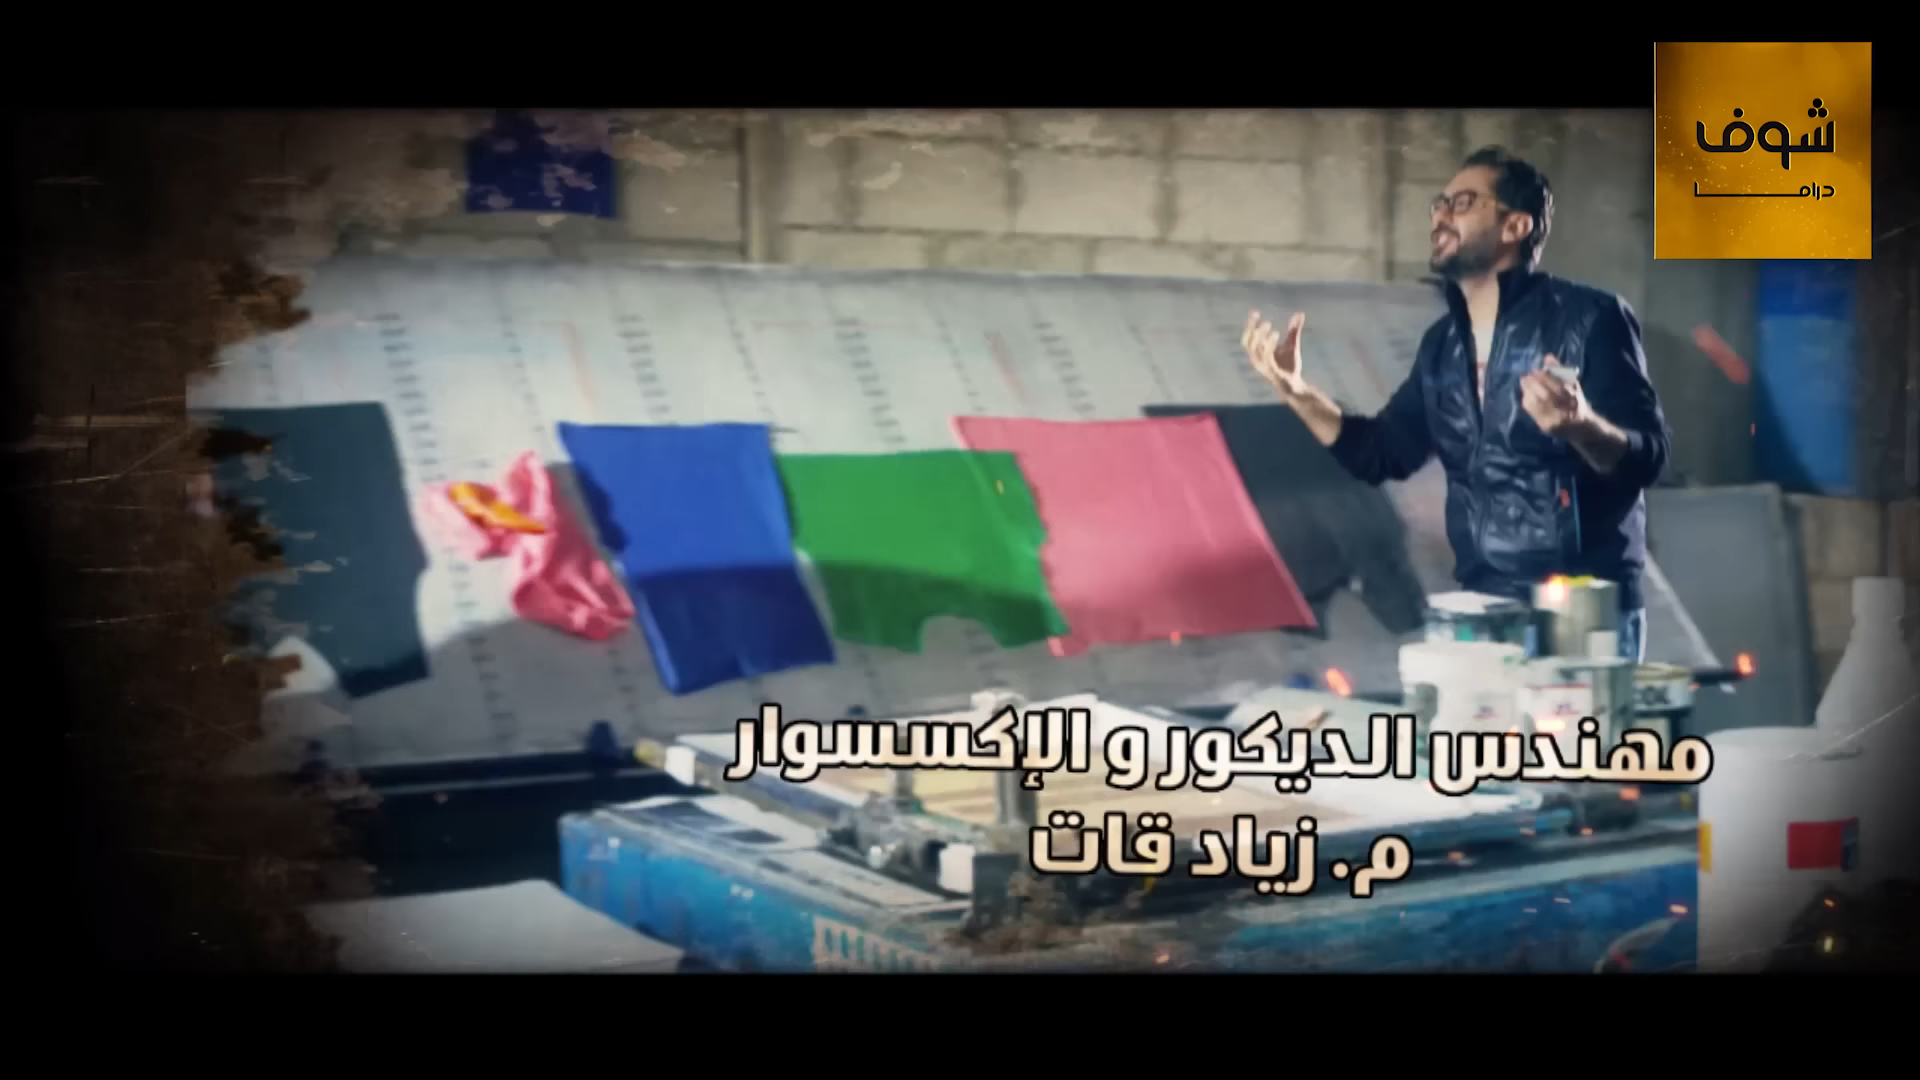 شوف
دراما
مهندس الديكور و الإكسسوار
م. زياد قات